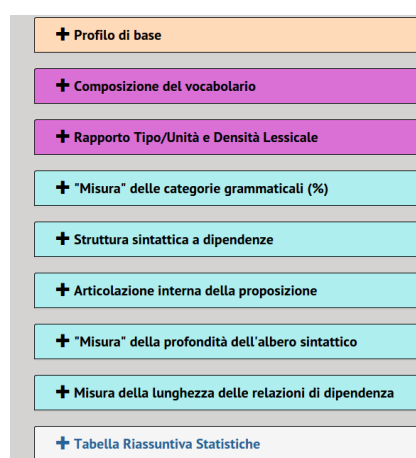 Profilo di base
Composizione del vocabolario
Rapporto Tipo/Unità e Densità Lessicale
"Misura" delle categorie grammaticali (%)
Struttura sintattica a dipendenze
Articolazione interna della proposizione
"Misura" della profondità dell'albero sintattico
Misura della lunghezza delle relazioni di dipendenza
Tabella Riassuntiva Statistiche